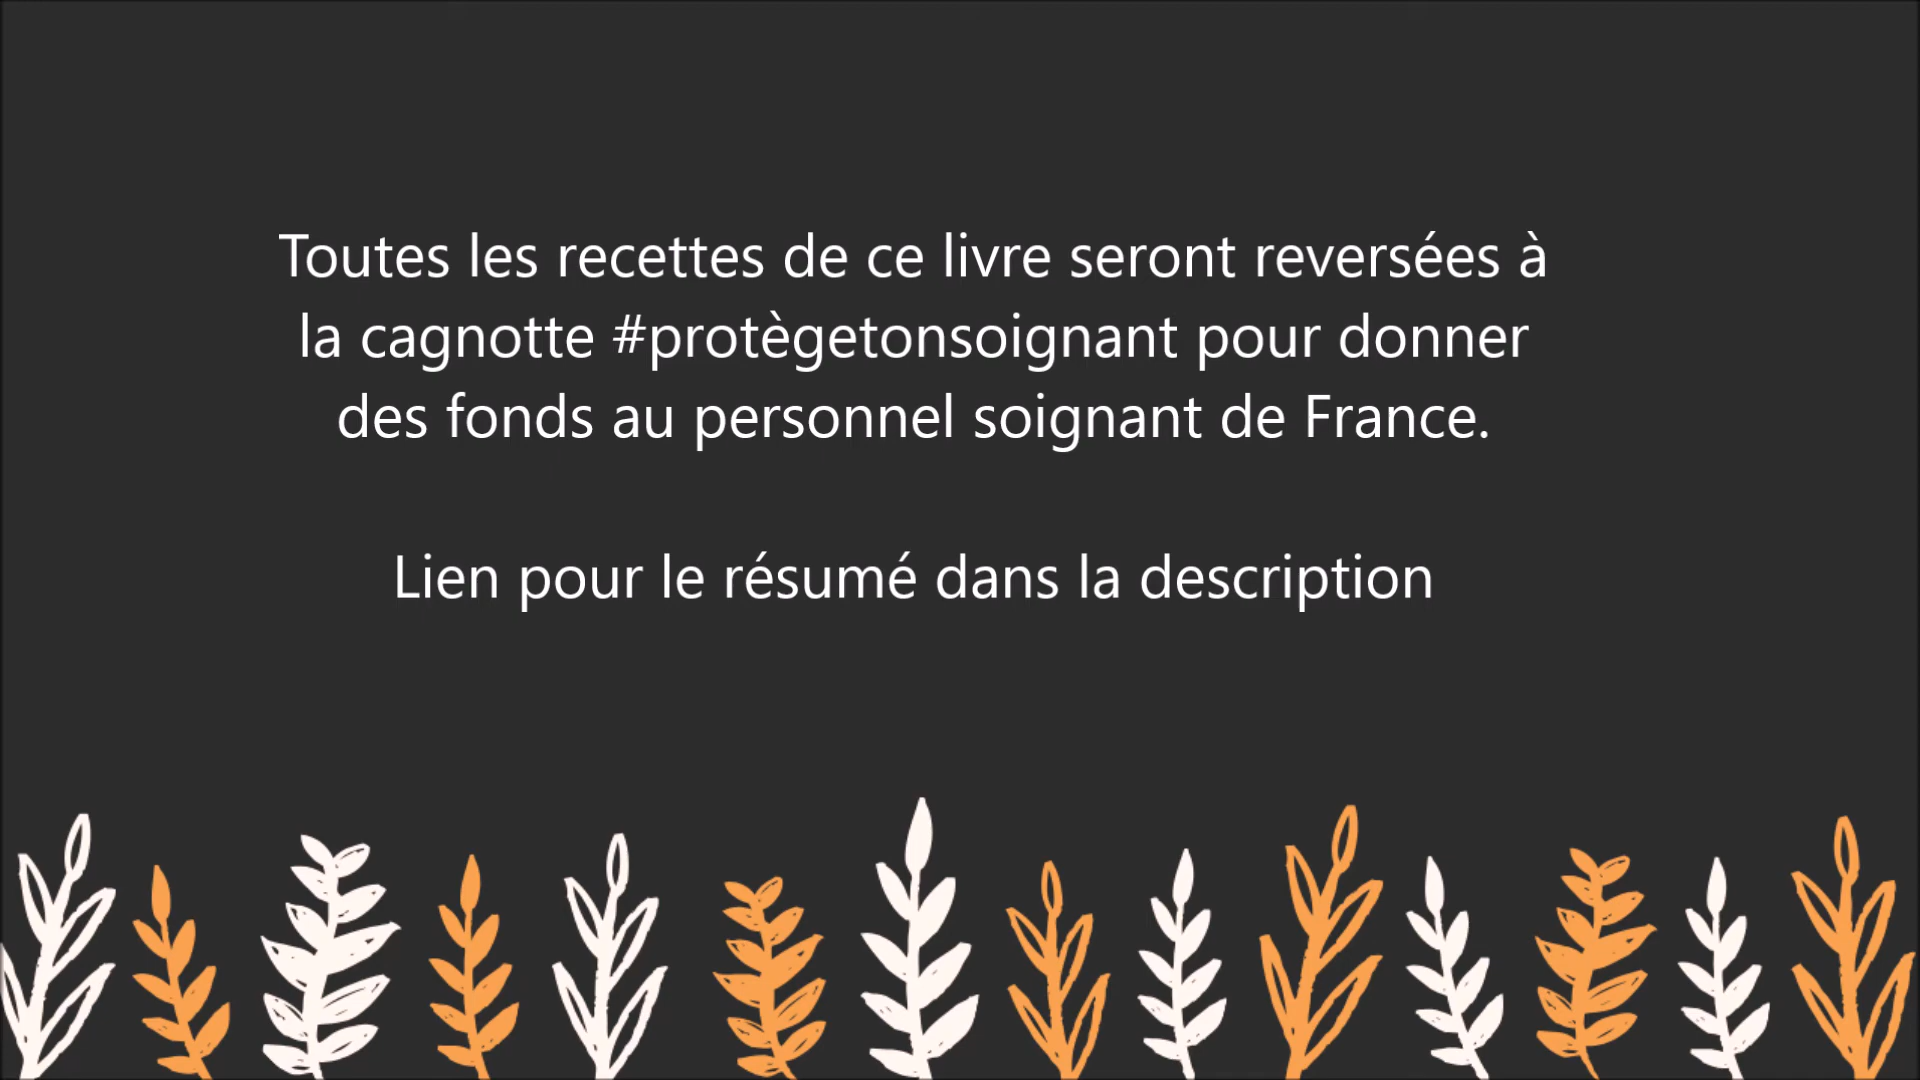 Toutes les recettes de ce livre seront reversées à
la cagnotte #protègetonsoignant pour donner
des fonds au personnel soignant de France.
Lien pour le résumé dans la description